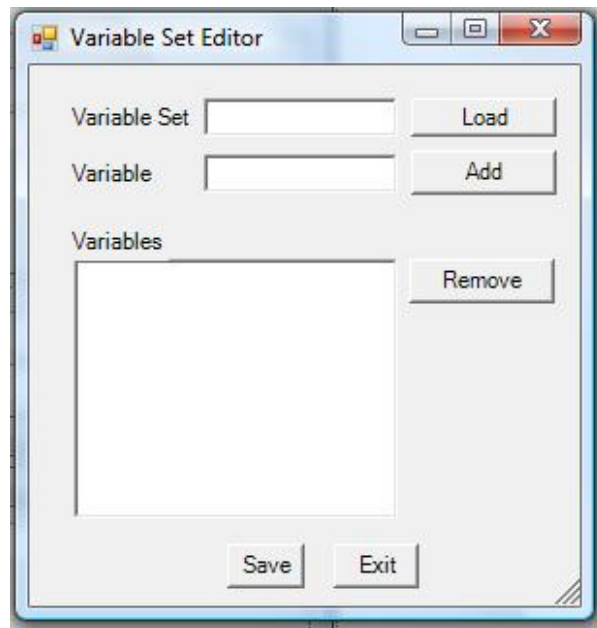 Variable Set Editor
Variable Set Load
Variable Add
Variables
Remove
Save Exit